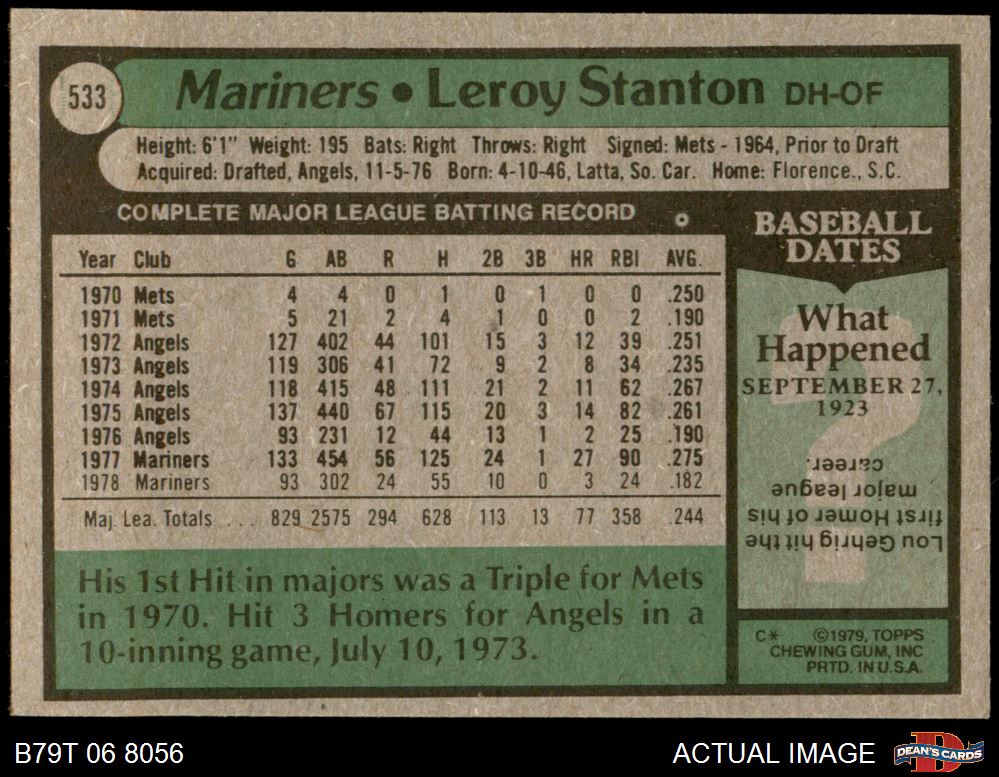 533
Mariners • Leroy Stanton DH-OF
Height: 6'1" Weight: 195 Bats: Right Throws: Right Signed: Mets - 1964, Prior to Draft
Acquired: Drafted, Angels, 11-5-76 Born: 4-10-46, Latta, So. Car. Home: Florence., S.C.
COMPLETE MAJOR LEAGUE BATTING RECORD
Year Club G AB R H 2B 3B HR RBI AVG.
1970 Mets 4 4 0 1 0 1 0 0 .250
1971 Mets 5 21 2 4 1 0 0 2 .190
1972 Angels 127 402 44 101 15 3 12 39 .251
1973 Angels 119 306 41 72 9 2 8 34 .235
1974 Angels 118 415 48 111 21 2 11 62 .267
1975 Angels 137 440 67 115 20 3 14 82 .261
1976 Angels 93 231 12 44 13 1 2 25 .190
1977 Mariners 133 454 56 125 24 1 27 90 .275
1978 Mariners 93 302 24 55 10 0 3 24 .182
Maj. Lea. Totals ... 829 2575 294 628 113 13 77 358 .244
His 1st Hit in majors was a Triple for Mets
in 1970. Hit 3 Homers for Angels in a
10-inning game, July 10, 1973.
BASEBALL
DATES
What
Happened
SEPTEMBER 27,
1923
?
Lou Gehrig hit the
first Homer of his
major league
career.
C* ©1979, TOPPS
CHEWING GUM, INC
PRTD. IN U.S.A.
B79T 06 8056
ACTUAL IMAGE
D
DEAN'S CARDS